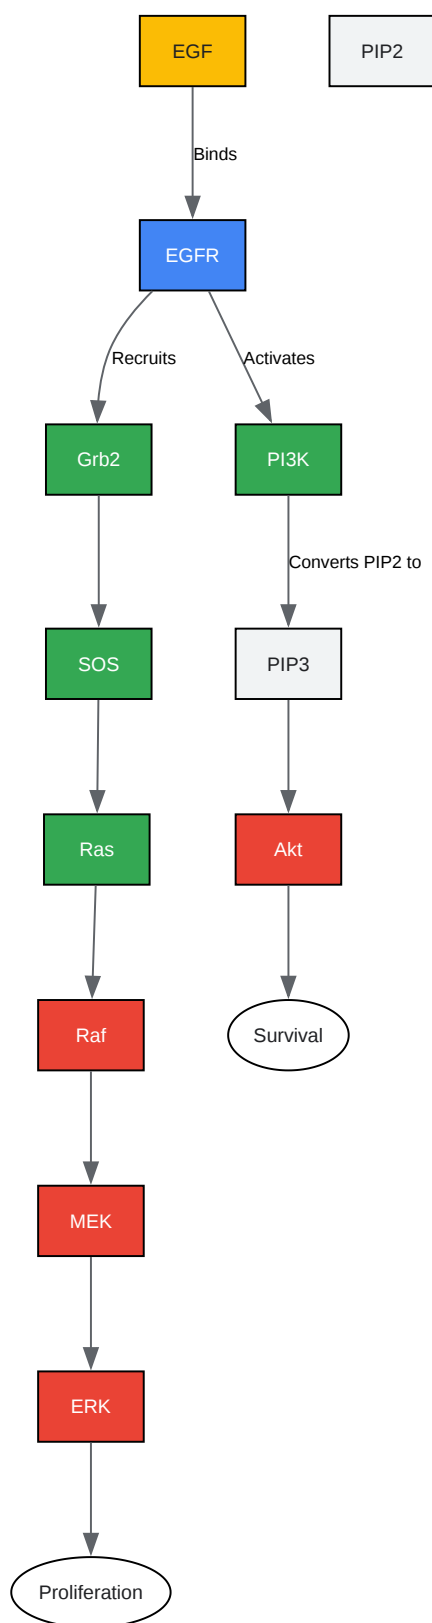 EGF
PIP2
Binds
EGFR
Recruits
Activates
Grb2
PI3K
Converts PIP2 to
SOS
PIP3
Ras
Akt
Raf
Survival
MEK
ERK
Proliferation